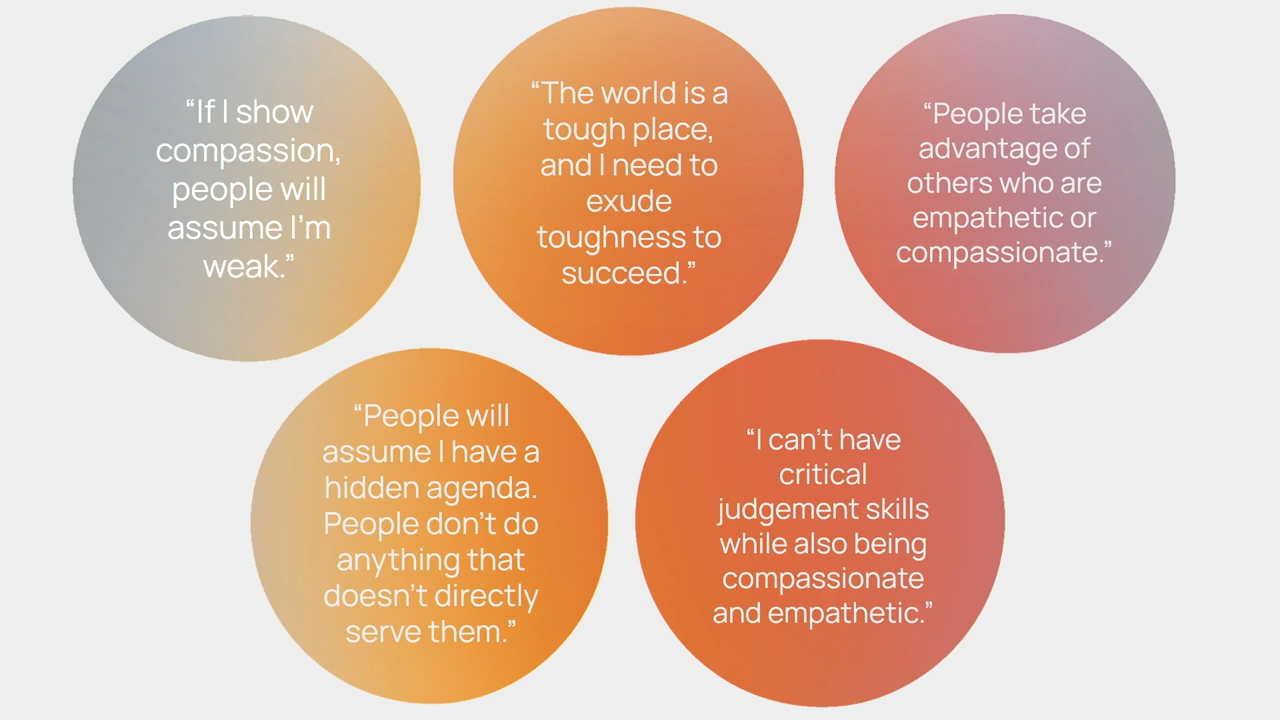 “If I show
compassion,
people will
assume I’m
weak.”
“The world is a
tough place,
and I need to
exude
toughness to
succeed.”
“People take
advantage of
others who are
empathetic or
compassionate.”
“People will
assume I have a
hidden agenda.
People don’t do
anything that
doesn’t directly
serve them.”
“I can’t have
critical
judgement skills
while also being
compassionate
and empathetic.”